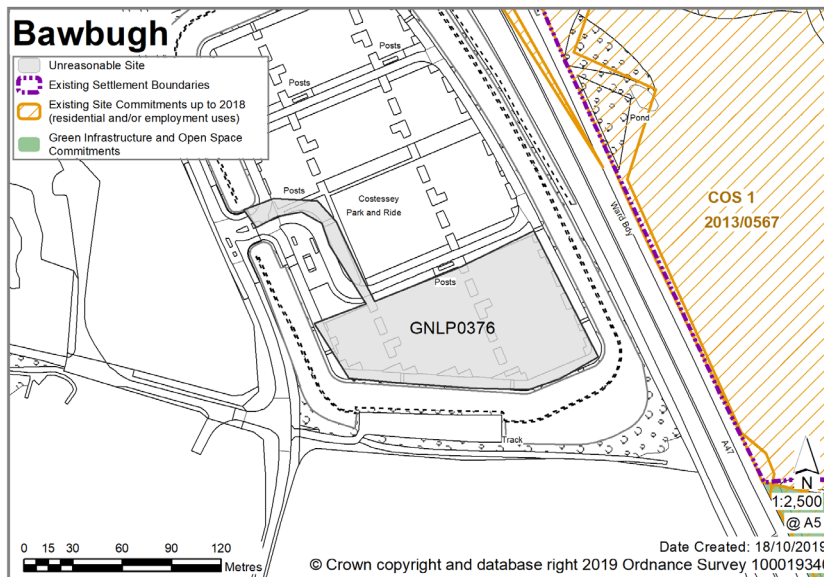 Bawbugh
Unreasonable Site
Existing Settlement Boundaries
Existing Site Commitments up to 2018
(residential and/or employment uses)
Green Infrastructure and Open Space
Commitments
Posts
Posts
Pond
Posts
Costessey
Park and Ride
COS 1
2013/0567
Ward Bdy
Posts
GNLP0376
Track
A47
N
1:2,500
@ A5
0 15 30 60 90 120
Metres
Date Created: 18/10/2019
© Crown copyright and database right 2019 Ordnance Survey 100019340